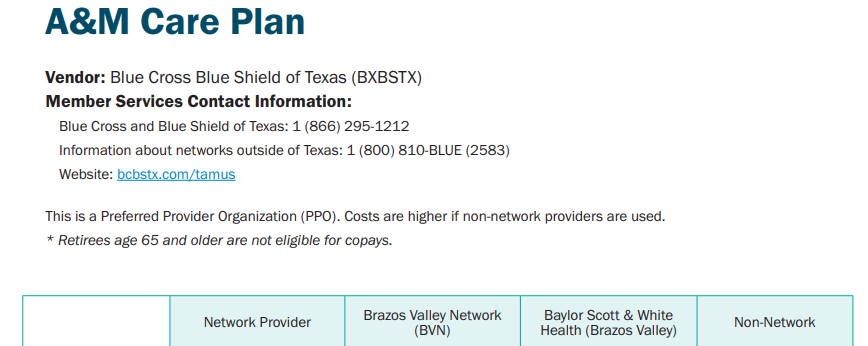 A&M Care Plan
Vendor: Blue Cross Blue Shield of Texas (BXBSTX)
Member Services Contact Information:
Blue Cross and Blue Shield of Texas: 1 (866) 295-1212
Information about networks outside of Texas: 1 (800) 810-BLUE (2583)
Website: bcbstx.com/tamus
This is a Preferred Provider Organization (PPO). Costs are higher if non-network providers are used.
* Retirees age 65 and older are not eligible for copays.
Network Provider
Brazos Valley Network
(BVN)
Baylor Scott & White
Health (Brazos Valley)
Non-Network